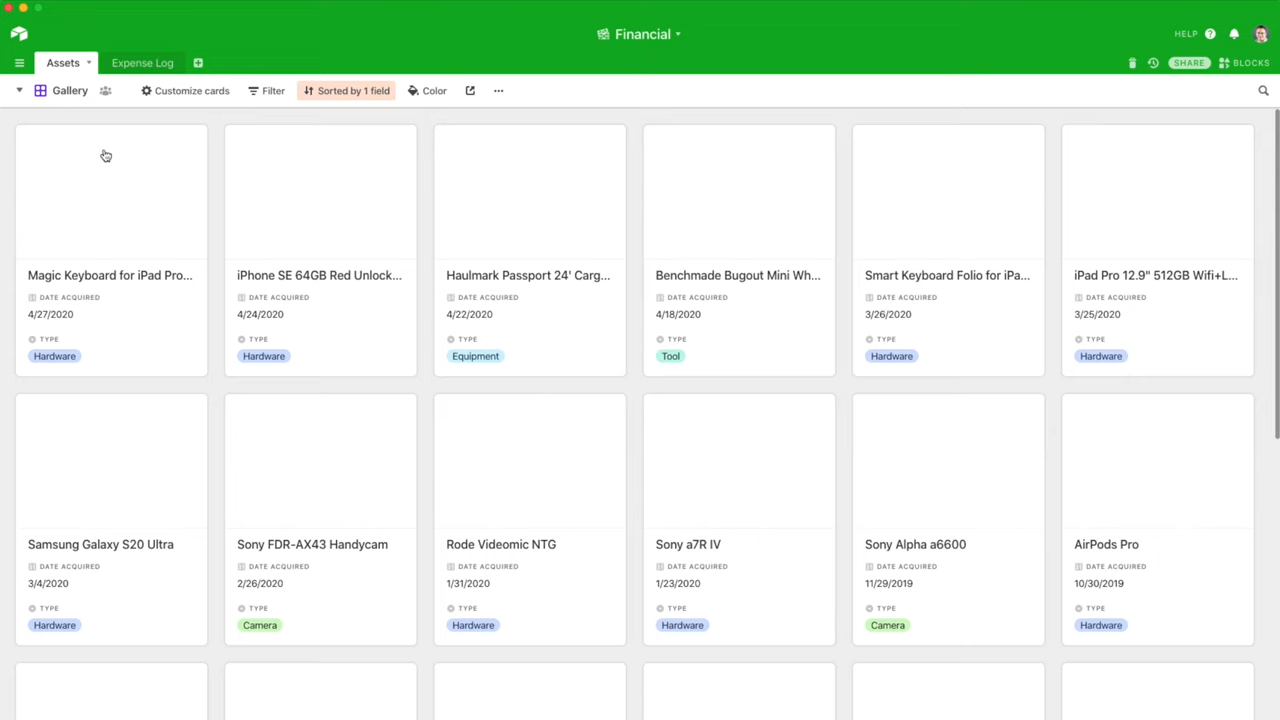 Financial
HELP
Assets
Expense Log
SHARE
BLOCKS
Gallery
Customize cards
Filter
Sorted by 1 field
Color
Magic Keyboard for iPad Pro...
DATE ACQUIRED
4/27/2020
TYPE
Hardware
iPhone SE 64GB Red Unlock...
DATE ACQUIRED
4/24/2020
TYPE
Hardware
Haulmark Passport 24' Carg...
DATE ACQUIRED
4/22/2020
TYPE
Equipment
Benchmade Bugout Mini Wh...
DATE ACQUIRED
4/18/2020
TYPE
Tool
Smart Keyboard Folio for iPa...
DATE ACQUIRED
3/26/2020
TYPE
Hardware
iPad Pro 12.9" 512GB Wifi+L...
DATE ACQUIRED
3/25/2020
TYPE
Hardware
Samsung Galaxy S20 Ultra
DATE ACQUIRED
3/4/2020
TYPE
Hardware
Sony FDR-AX43 Handycam
DATE ACQUIRED
2/26/2020
TYPE
Camera
Rode Videomic NTG
DATE ACQUIRED
1/31/2020
TYPE
Hardware
Sony a7R IV
DATE ACQUIRED
1/23/2020
TYPE
Hardware
Sony Alpha a6600
DATE ACQUIRED
11/29/2019
TYPE
Camera
AirPods Pro
DATE ACQUIRED
10/30/2019
TYPE
Hardware